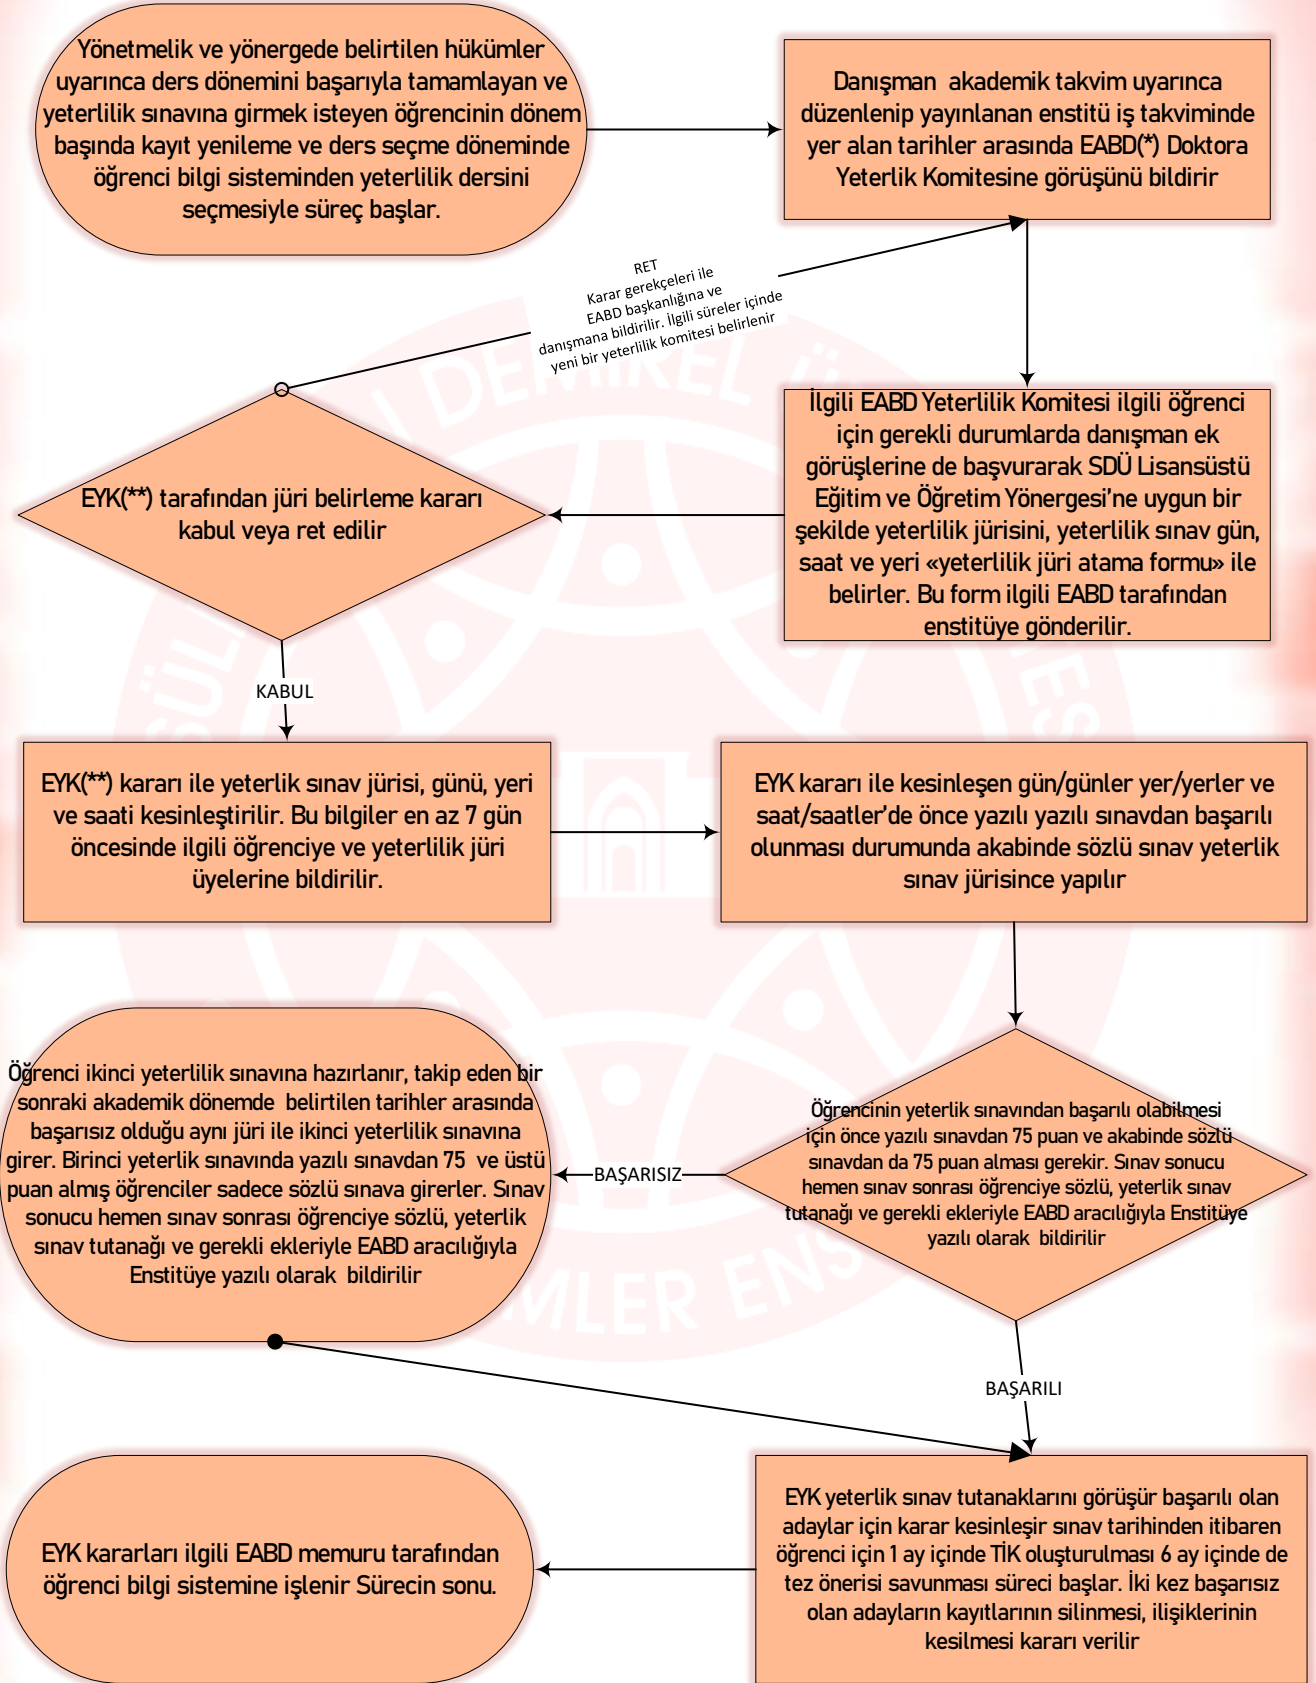 Yönetmelik ve yönergede belirtilen hükümler
uyarınca ders dönemini başarıyla tamamlayan ve
yeterlilik sınavına girmek isteyen öğrencinin dönem
başında kayıt yenileme ve ders seçme döneminde
öğrenci bilgi sisteminden yeterlilik dersini
seçmesiyle süreç başlar.
Danışman akademik takvim uyarınca
düzenlenip yayınlanan enstitü iş takviminde
yer alan tarihler arasında EABD(*) Doktora
Yeterlik Komitesine görüşünü bildirir
RET
Karar gerekçeleri ile
EABD başkanlığına ve
danışmana bildirilir. İlgili süreler içinde
yeni bir yeterlilik komitesi belirlenir
İlgili EABD Yeterlilik Komitesi ilgili öğrenci
için gerekli durumlarda danışman ek
görüşlerine de başvurarak SDÜ Lisansüstü
Eğitim ve Öğretim Yönergesi’ne uygun bir
şekilde yeterlilik jürisini, yeterlilik sınav gün,
saat ve yeri «yeterlilik jüri atama formu» ile
belirler. Bu form ilgili EABD tarafından
enstitüye gönderilir.
EYK(**) tarafından jüri belirleme kararı
kabul veya ret edilir
KABUL
EYK(**) kararı ile yeterlik sınav jürisi, günü, yeri
ve saati kesinleştirilir. Bu bilgiler en az 7 gün
öncesinde ilgili öğrenciye ve yeterlilik jüri
üyelerine bildirilir.
EYK kararı ile kesinleşen gün/günler yer/yerler ve
saat/saatler’de önce yazılı yazılı sınavdan başarılı
olunması durumunda akabinde sözlü sınav yeterlik
sınav jürisince yapılır
Öğrencinin yeterlik sınavından başarılı olabilmesi
için önce yazılı sınavdan 75 puan ve akabinde sözlü
sınavdan da 75 puan alması gerekir. Sınav sonucu
hemen sınav sonrası öğrenciye sözlü, yeterlik sınav
tutanağı ve gerekli ekleriyle EABD aracılığıyla Enstitüye
yazılı olarak bildirilir
BAŞARISIZ
Öğrenci ikinci yeterlilik sınavına hazırlanır, takip eden bir
sonraki akademik dönemde belirtilen tarihler arasında
başarısız olduğu aynı jüri ile ikinci yeterlilik sınavına
girer. Birinci yeterlik sınavında yazılı sınavdan 75 ve üstü
puan almış öğrenciler sadece sözlü sınava girerler. Sınav
sonucu hemen sınav sonrası öğrenciye sözlü, yeterlik
sınav tutanağı ve gerekli ekleriyle EABD aracılığıyla
Enstitüye yazılı olarak bildirilir
BAŞARILI
EYK yeterlik sınav tutanaklarını görüşür başarılı olan
adaylar için karar kesinleşir sınav tarihinden itibaren
öğrenci için 1 ay içinde TİK oluşturulması 6 ay içinde de
tez önerisi savunması süreci başlar. İki kez başarısız
olan adayların kayıtlarının silinmesi, ilişiklerinin
kesilmesi kararı verilir
EYK kararları ilgili EABD memuru tarafından
öğrenci bilgi sistemine işlenir Sürecin sonu.